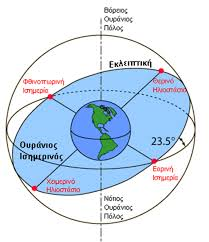 Βόρειος
Ουράνιος
Πόλος
Εκλειπτική
Φθινοπωρινή
Ισημερία
Θερινό
Ηλιοστάσιο
23.5°
Ουράνιος
Ισημερινός
Χειμερινό
Ηλιοστάσιο
Εαρινή
Ισημερία
Νότιος
Ουράνιος
Πόλος